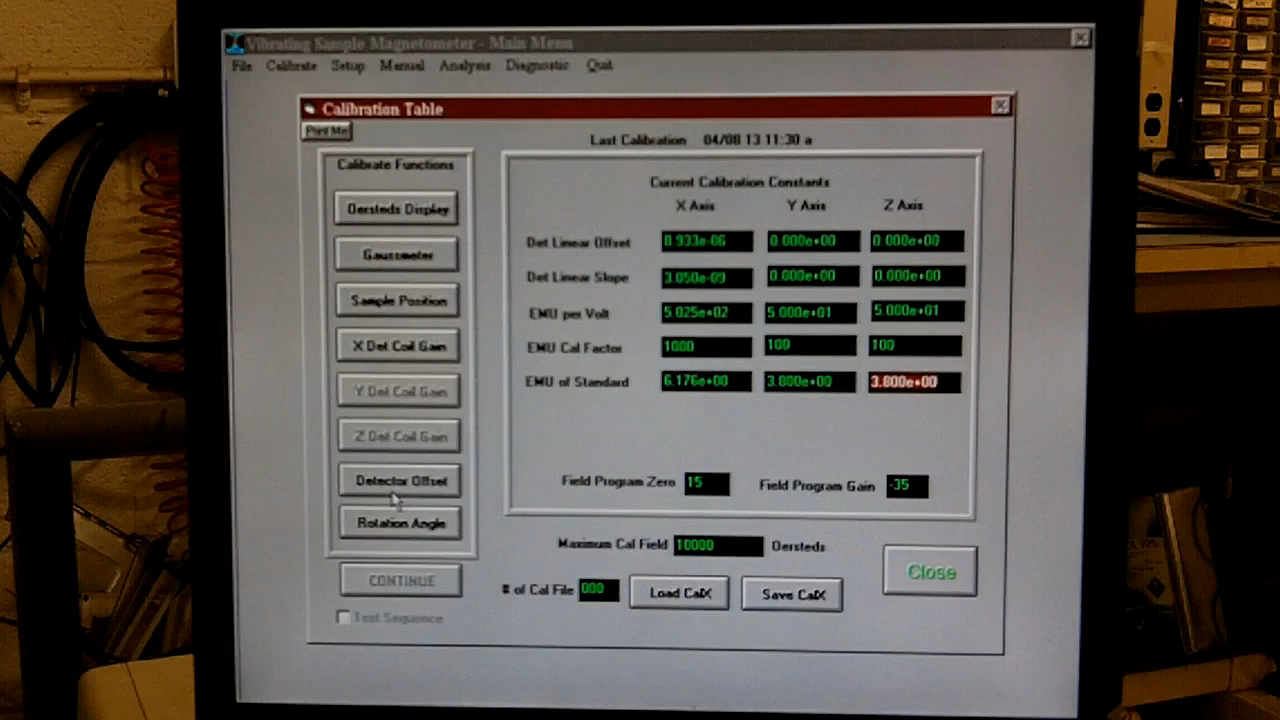 Vibrating Sample Magnetometer - Main Menu
File Calibrate Setup Manual Analysis Diagnostic Quit
Calibration Table
Print Me
Last Calibration 04/08 13 11:30 a
Calibrate Functions
Oersteds Display
Gaussmeter
Sample Position
X Det Coil Gain
Y Det Coil Gain
Z Det Coil Gain
Detector Offset
Rotation Angle
CONTINUE
Test Sequence
Current Calibration Constants
X Axis Y Axis Z Axis
Det Linear Offset 0.000e+00 0.000e+00
Det Linear Slope 3.050e-09 0.000e+00 0.000e+00
EMU per Volt 5.025e+02 5.000e+01 5.000e+01
EMU Cal Factor 1000 100 100
EMU of Standard 6.176e+00 3.800e+00 3.800e+00
Field Program Zero 15 Field Program Gain -35
Maximum Cal Field 10000 Oersteds
# of Cal File 000 Load CalX Save CalX
Close